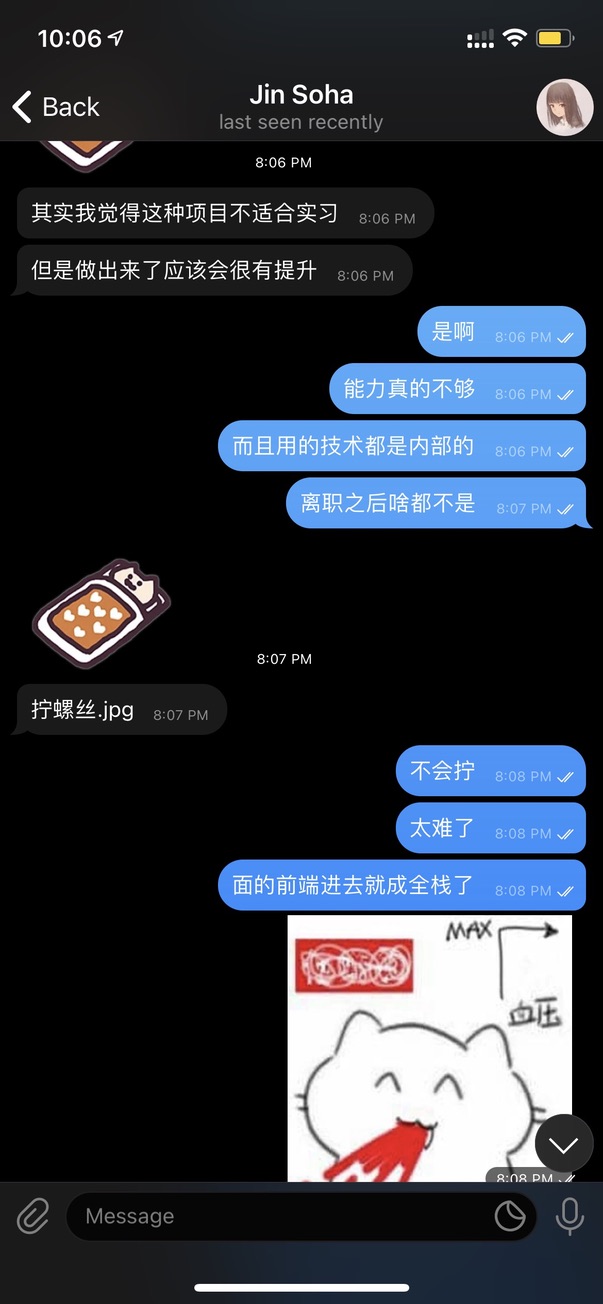 10:06
Back
Jin Soha
last seen recently
8:06 PM
其实我觉得这种项目不适合实习 8:06 PM
但是做出来了应该会很有提升 8:06 PM
是啊 8:06 PM
能力真的不够 8:06 PM
而且用的技术都是内部的 8:06 PM
离职之后啥都不是 8:07 PM
8:07 PM
拧螺丝.jpg 8:07 PM
不会拧 8:08 PM
太难了 8:08 PM
面的前端进去就成全栈了 8:08 PM
MAX
血压
8:08 PM
Message